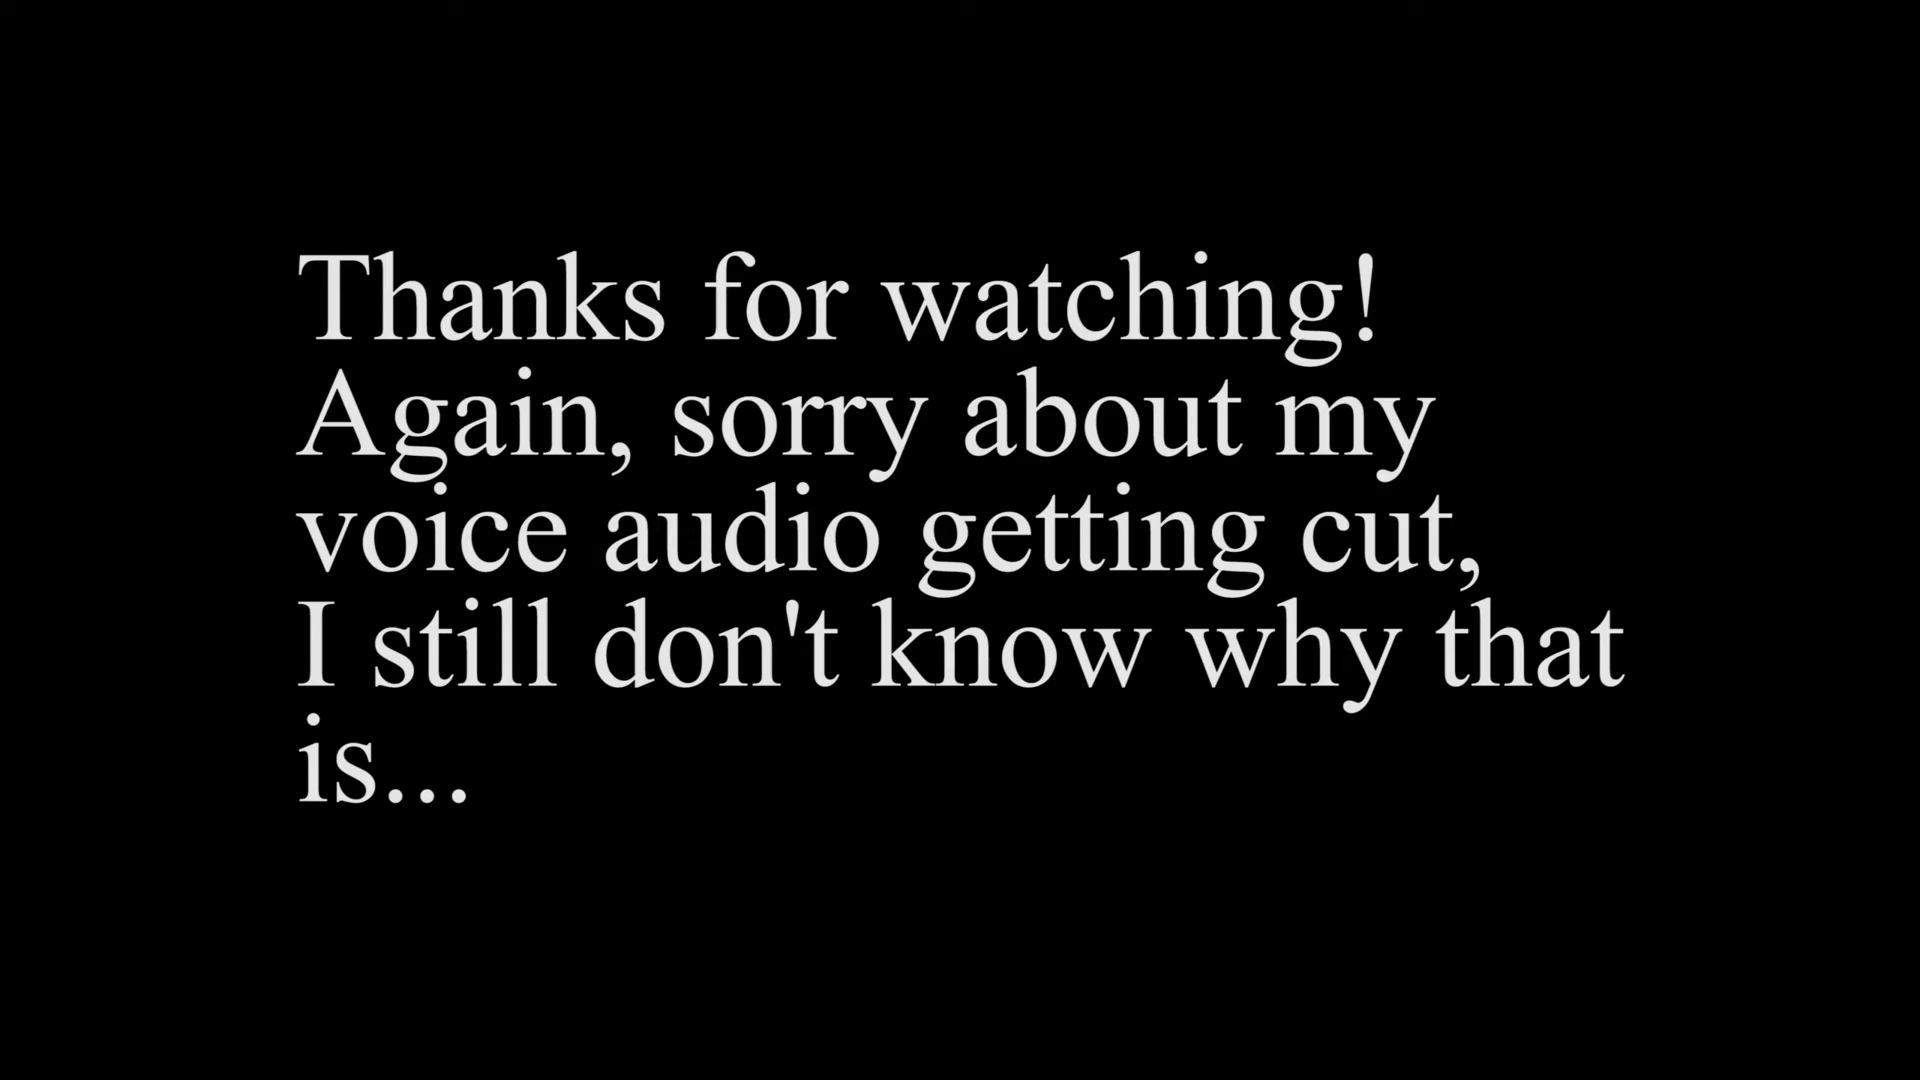 Thanks for watching!
Again, sorry about my
voice audio getting cut,
I still don't know why that
is...